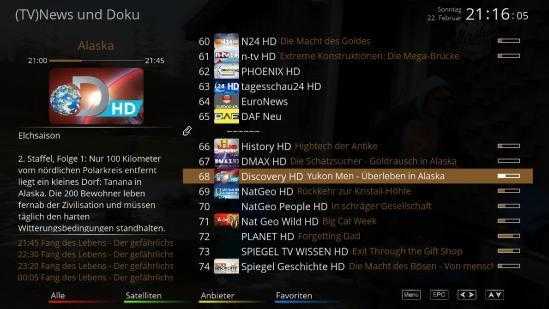 (TV)News und Doku
Sonntag
22. Februar
21:16:05
Alaska
21:00
21:45
D HD
Elchsaison
2. Staffel, Folge 1: Nur 100 Kilometer
vom nördlichen Polarkreis entfernt
liegt ein kleines Dorf: Tanana in
Alaska. Die 200 Bewohner leben
fernab der Zivilisation und müssen
täglich den harten
Witterungsbedingungen standhalten.
21:45 Fang des Lebens - Der gefährlichs
22:30 Fang des Lebens - Der gefährlichs
23:20 Fang des Lebens - Der gefährlichs
00:05 Fang des Lebens - Der gefährlichs
60 N24 HD Die Macht des Goldes
61 n-tv HD Extreme Konstruktionen: Die Mega-Brücke
62 PHOENIX HD
63 tagesschau24 HD
64 EuroNews
65 DAF DAF Neu
------
66 History HD Hightech der Antike
67 DMAX HD Die Schatzsucher - Goldrausch in Alaska
68 Discovery HD Yukon Men - Überleben in Alaska
69 NatGeo HD Rückkehr zur Kristall-Höhle
70 NatGeo People HD In schräger Gesellschaft
71 Nat Geo Wild HD Big Cat Week
72 PLANET HD Forgetting Dad
73 SPIEGEL TV WISSEN HD Exit Through the Gift Shop
74 Spiegel Geschichte HD Die Macht des Bösen - Von mensch
Alle
Satelliten
Anbieter
Favoriten
Menü
EPG